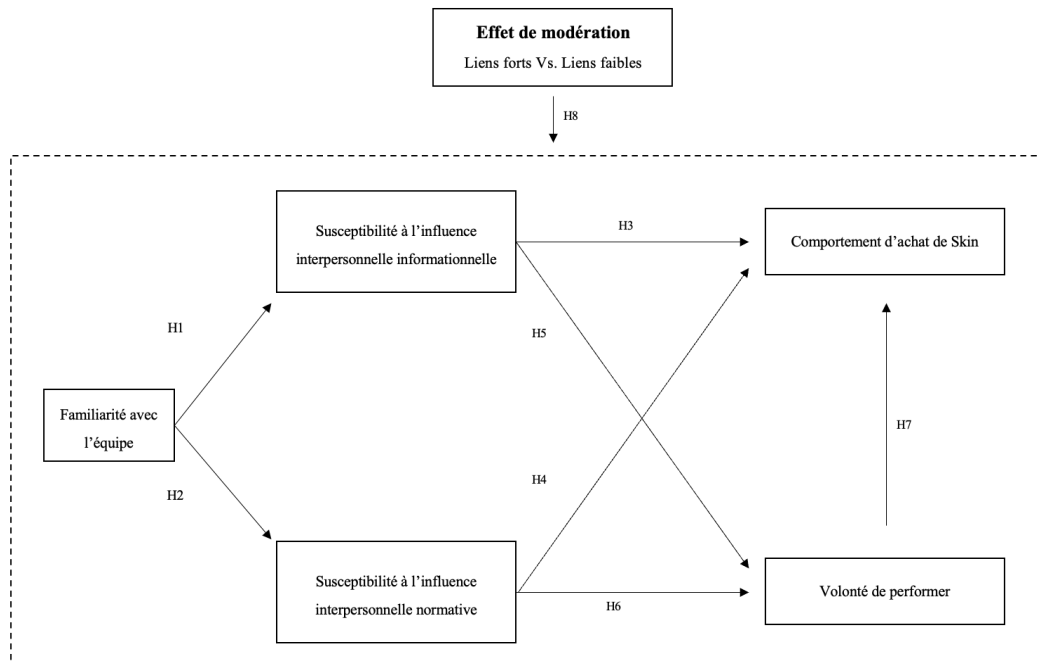 Effet de modération
Liens forts Vs. Liens faibles
H8
Susceptibilité à l’influence
interpersonnelle informationnelle
H3
Comportement d’achat de Skin
H1
H5
Familiarité avec
l’équipe
H7
H2
H4
Susceptibilité à l’influence
interpersonnelle normative
H6
Volonté de performer